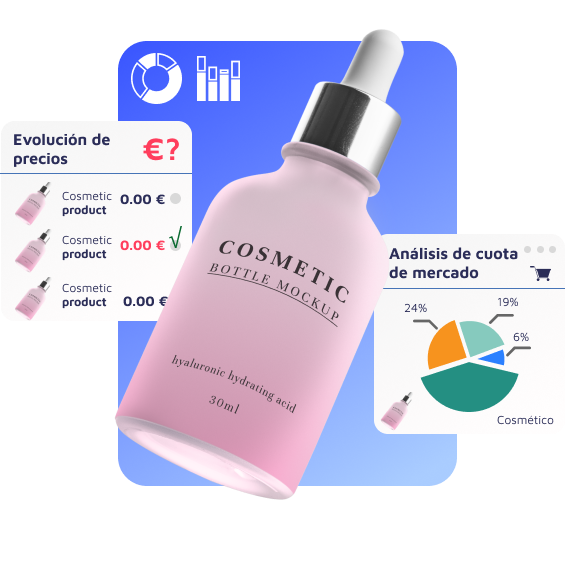 Evolución de
precios
€?
Cosmetic
product
0.00 €
Cosmetic
product
0.00 €
Cosmetic
product
0.00 €
COSMETIC
BOTTLE MOCKUP
hyaluronic hydrating acid
30ml
Análisis de cuota
de mercado
24%
19%
6%
Cosmético